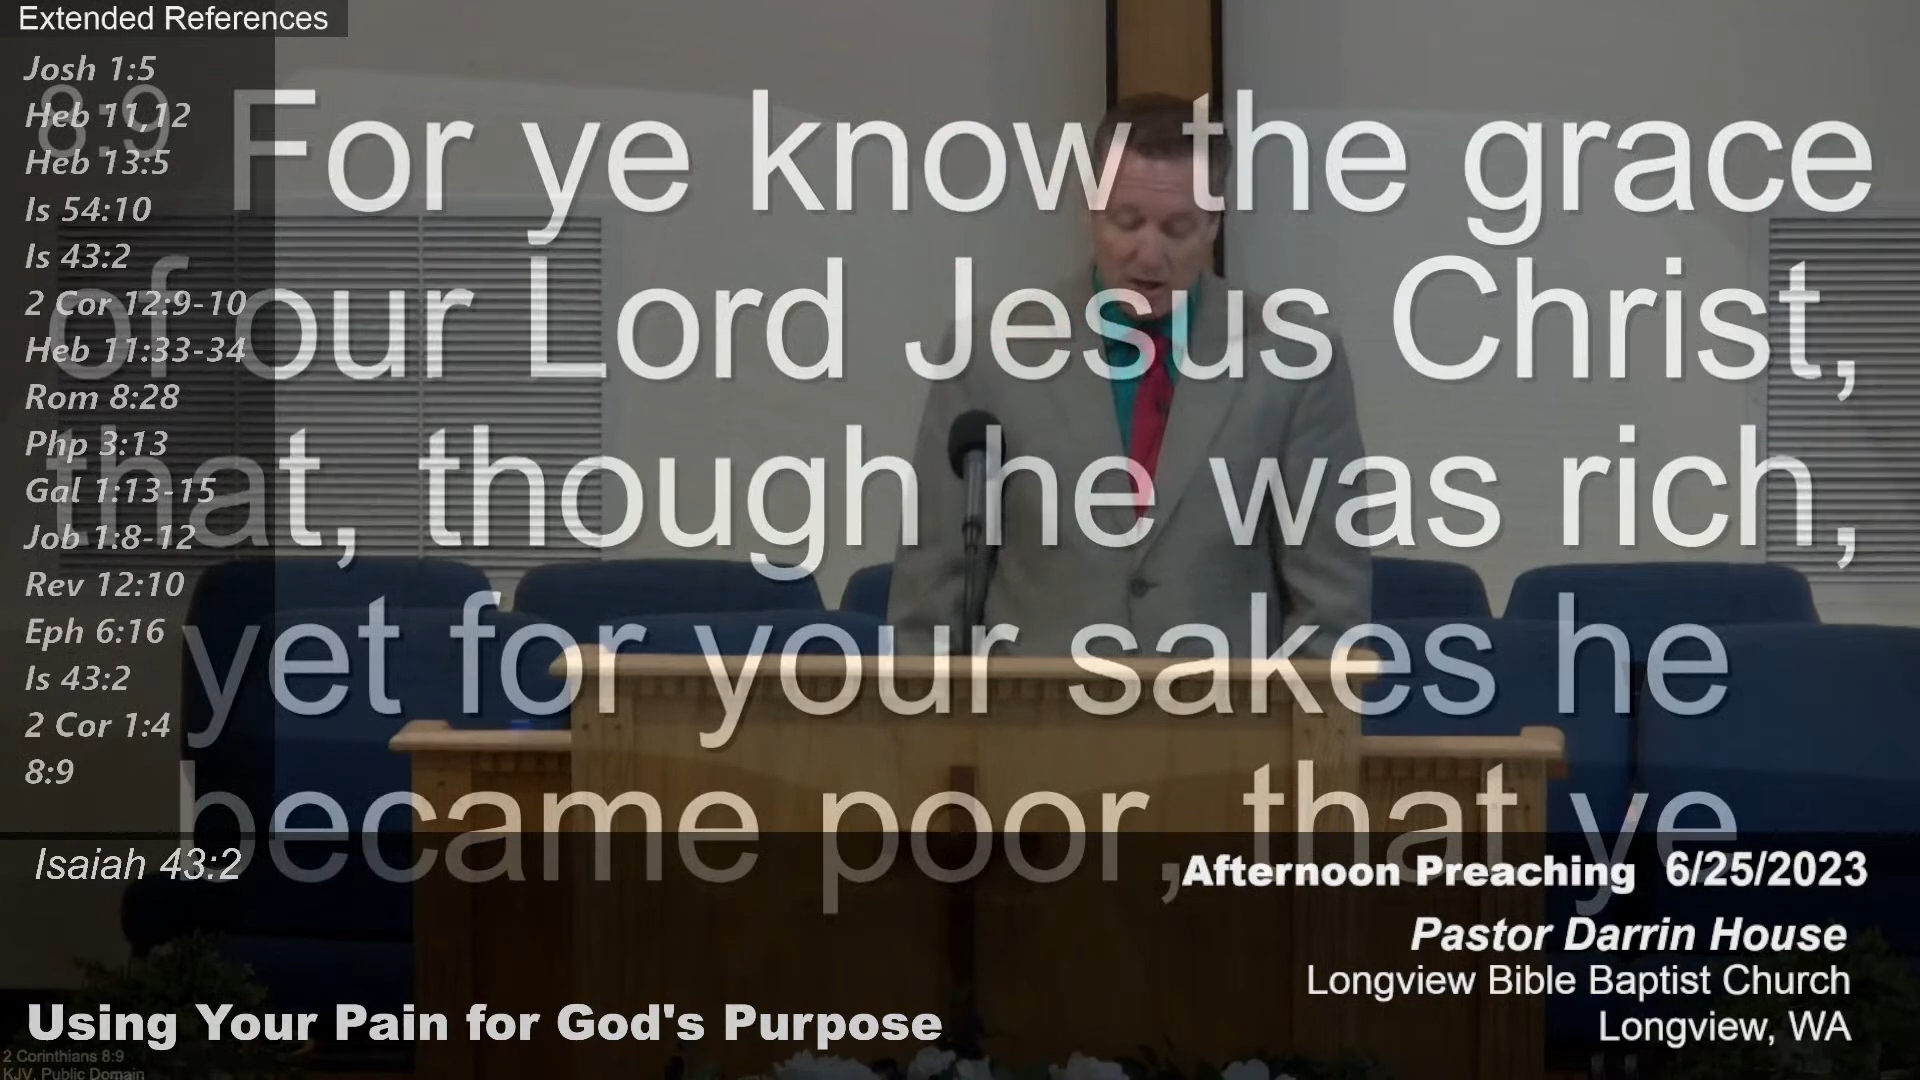 Extended References
Josh 1:5
Heb 11,12
Heb 13:5
Is 54:10
Is 43:2
2 Cor 12:9-10
Heb 11:33-34
Rom 8:28
Php 3:13
Gal 1:13-15
Job 1:8-12
Rev 12:10
Eph 6:16
Is 43:2
2 Cor 1:4
8:9
8:9 For ye know the grace
of our Lord Jesus Christ,
that, though he was rich,
yet for your sakes he
became poor, that ye
Isaiah 43:2
Afternoon Preaching 6/25/2023
Pastor Darrin House
Longview Bible Baptist Church
Longview, WA
Using Your Pain for God's Purpose
2 Corinthians 8:9
KJV, Public Domain